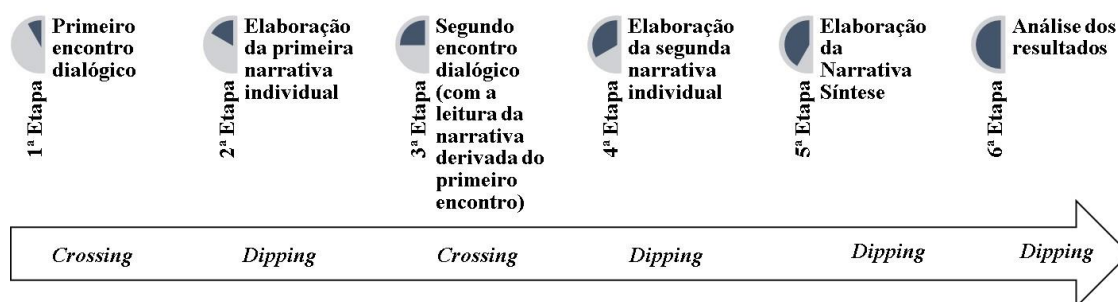 Primeiro
encontro
dialógico
1ª Etapa
Elaboração
da primeira
narrativa
individual
2ª Etapa
Segundo
encontro
dialógico
(com a
leitura da
narrativa
derivada do
primeiro
encontro)
3ª Etapa
Elaboração
da segunda
narrativa
individual
4ª Etapa
Elaboração
da
Narrativa
Síntese
5ª Etapa
Análise dos
resultados
6ª Etapa
Crossing
Dipping
Crossing
Dipping
Dipping
Dipping